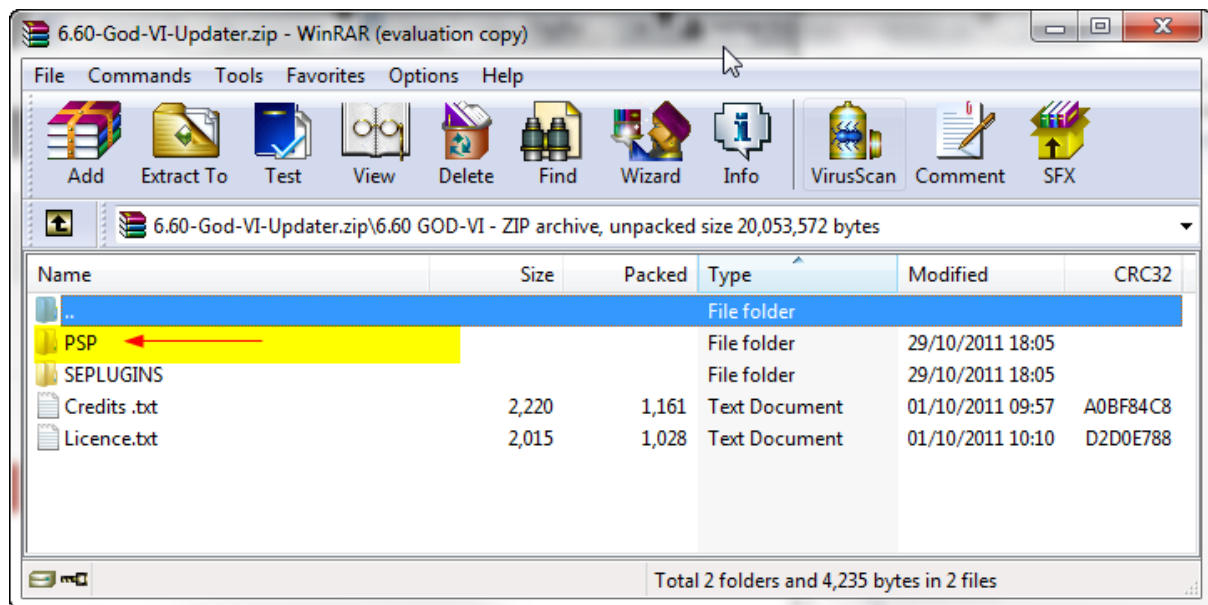 6.60-God-VI-Updater.zip - WinRAR (evaluation copy)
File Commands Tools Favorites Options Help
Add Extract To Test View Delete Find Wizard Info VirusScan Comment SFX
6.60-God-VI-Updater.zip\6.60 GOD-VI - ZIP archive, unpacked size 20,053,572 bytes
Name Size Packed Type Modified CRC32
.. File folder
PSP File folder 29/10/2011 18:05
SEPLUGINS File folder 29/10/2011 18:05
Credits .txt 2,220 1,161 Text Document 01/10/2011 09:57 A0BF84C8
Licence.txt 2,015 1,028 Text Document 01/10/2011 10:10 D2D0E788
Total 2 folders and 4,235 bytes in 2 files